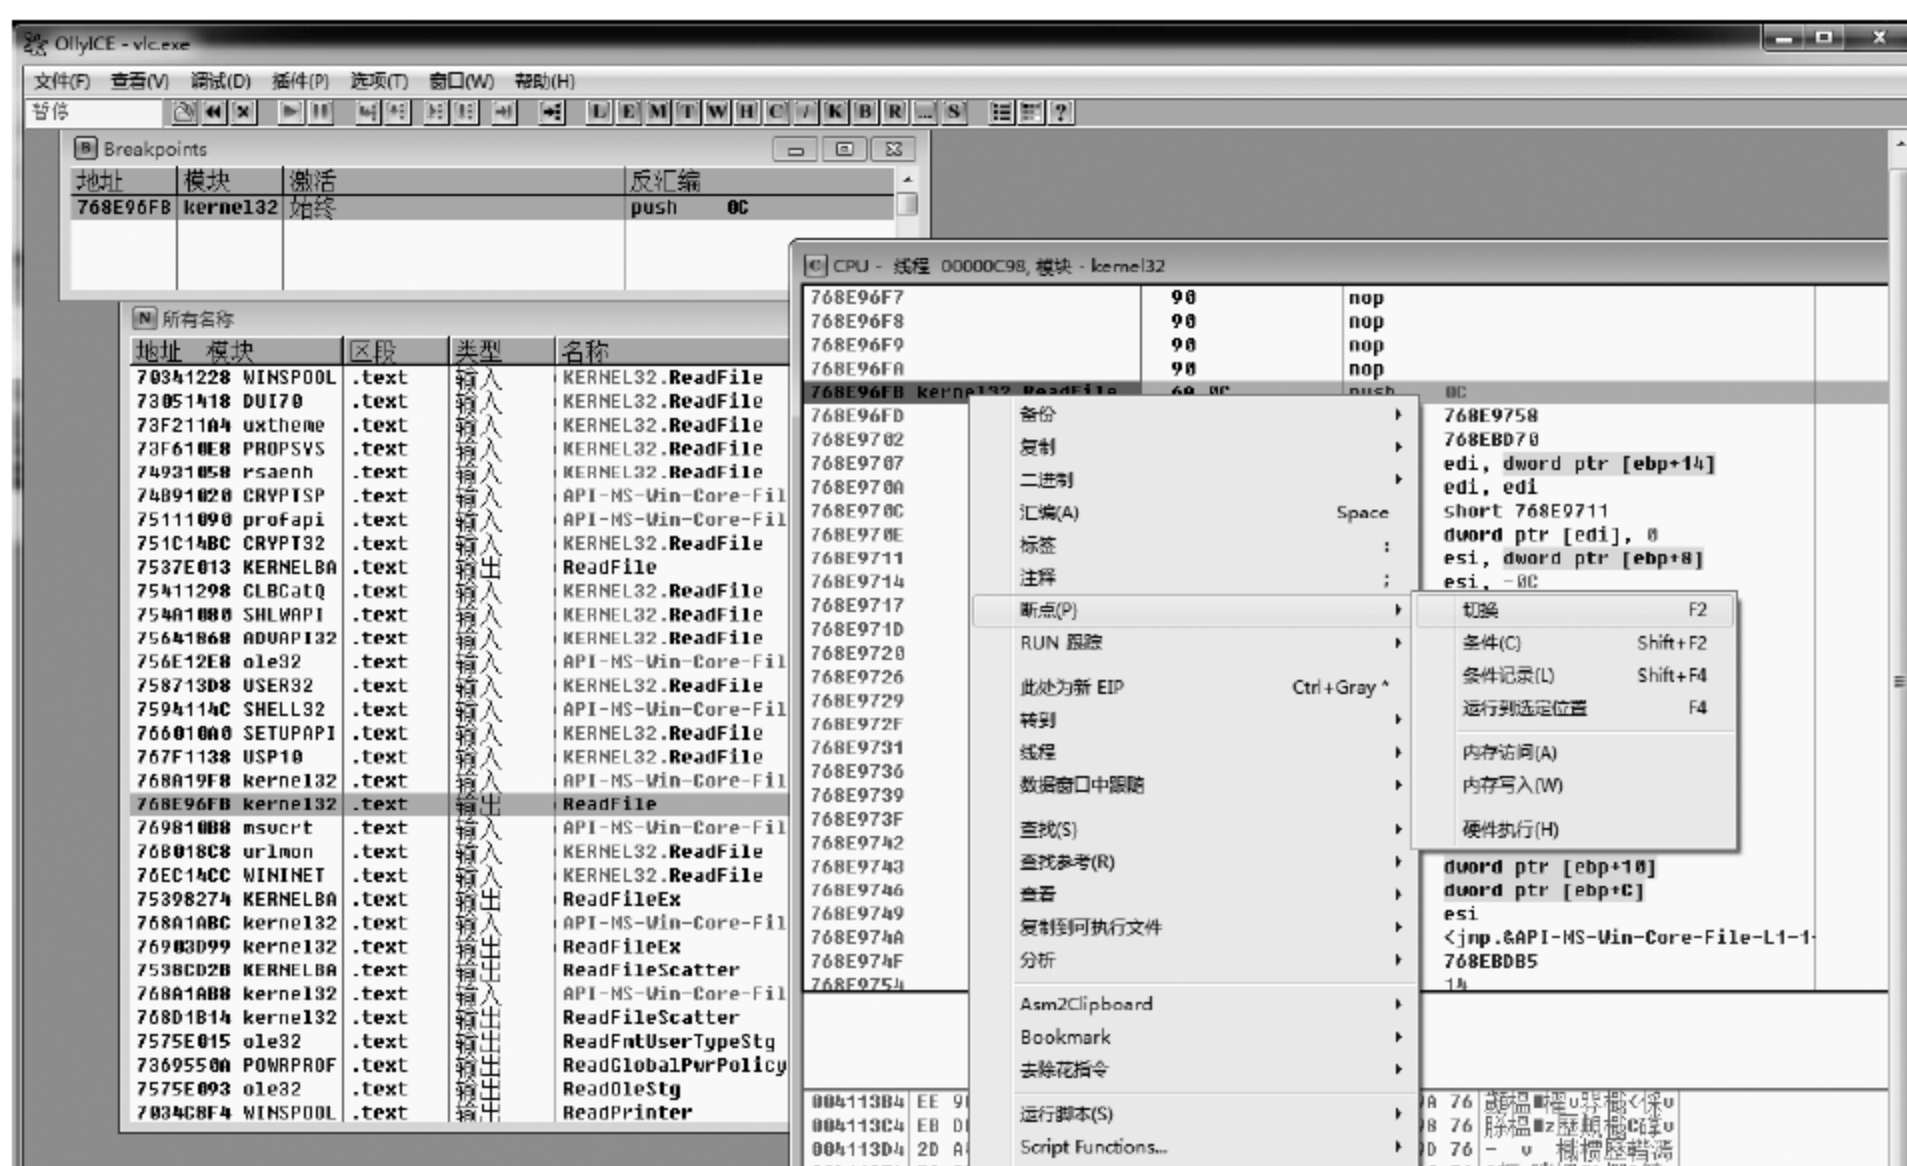 OllyICE - vlc.exe
文件(F) 查看(V) 调试(D) 插件(P) 选项(T) 窗口(W) 帮助(H)
暂停 L E M T W H C / K B R ... S ?
B Breakpoints
地址 模块 激活 反汇编
768E96FB kernel32 始终 push 0C
N 所有名称
地址 模块 区段 类型 名称
70341228 WINSPOOL .text 输入 KERNEL32.ReadFile
73051418 DUI70 .text 输入 KERNEL32.ReadFile
73F211A4 uxtheme .text 输入 KERNEL32.ReadFile
73F610E8 PROPSYS .text 输入 KERNEL32.ReadFile
74931058 rsaenh .text 输入 KERNEL32.ReadFile
74B91020 CRYPTSP .text 输入 API-MS-Win-Core-Fil
75111090 profapi .text 输入 API-MS-Win-Core-Fil
751C14BC CRYPT32 .text 输入 KERNEL32.ReadFile
7537E013 KERNELBA .text 输出 ReadFile
75411298 CLBCatQ .text 输入 KERNEL32.ReadFile
754A1080 SHLWAPI .text 输入 KERNEL32.ReadFile
75641868 ADVAPI32 .text 输入 KERNEL32.ReadFile
756E12E8 ole32 .text 输入 API-MS-Win-Core-Fil
758713D8 USER32 .text 输入 KERNEL32.ReadFile
7594114C SHELL32 .text 输入 API-MS-Win-Core-Fil
766010A0 SETUPAPI .text 输入 KERNEL32.ReadFile
767F1138 USP10 .text 输入 KERNEL32.ReadFile
768A19F8 kernel32 .text 输入 API-MS-Win-Core-Fil
768E96FB kernel32 .text 输出 ReadFile
769810B8 msvcrt .text 输入 API-MS-Win-Core-Fil
76B018C8 urlmon .text 输入 KERNEL32.ReadFile
76EC14CC WININET .text 输入 KERNEL32.ReadFile
75398274 KERNELBA .text 输出 ReadFileEx
768A1ABC kernel32 .text 输入 API-MS-Win-Core-Fil
76903D99 kernel32 .text 输出 ReadFileEx
7538CD2B KERNELBA .text 输出 ReadFileScatter
768A1AB8 kernel32 .text 输入 API-MS-Win-Core-Fil
768D1B14 kernel32 .text 输出 ReadFileScatter
7575E015 ole32 .text 输出 ReadFmtUserTypeStg
7369550A POWRPROF .text 输出 ReadGlobalPwrPolicy
7575E093 ole32 .text 输出 ReadOleStg
7034C8F4 WINSPOOL .text 输出 ReadPrinter
C CPU - 线程 00000C98, 模块 - kernel32
768E96F7 90 nop
768E96F8 90 nop
768E96F9 90 nop
768E96FA 90 nop
768E96FB kernel32.ReadFile 6A 0C push 0C
768E96FD 768E9758
768E9702 768EBD70
768E9707 edi, dword ptr [ebp+14]
768E970A edi, edi
768E970C short 768E9711
768E970E dword ptr [edi], 0
768E9711 esi, dword ptr [ebp+8]
768E9714 esi, -0C
768E9717
768E971D
768E9720
768E9726
768E9729
768E972F
768E9731
768E9736
768E9739
768E973F
768E9742
768E9743 dword ptr [ebp+10]
768E9746 dword ptr [ebp+C]
768E9749 esi
768E974A <jmp.&API-MS-Win-Core-File-L1-1-
768E974F 768EBDB5
768E9754 14
备份
复制
二进制
汇编(A) Space
标签 :
注释 ;
断点(P)
RUN 跟踪
此处为新 EIP Ctrl+Gray *
转到
线程
数据窗口中跟随
查找(S)
查找参考(R)
查看
复制到可执行文件
分析
Asm2Clipboard
Bookmark
去除花指令
运行脚本(S)
Script Functions...
切换 F2
条件(C) Shift+F2
条件记录(L) Shift+F4
运行到选定位置 F4
内存访问(A)
内存写入(W)
硬件执行(H)
004113B4 EE
004113C4 EB
004113D4 2D